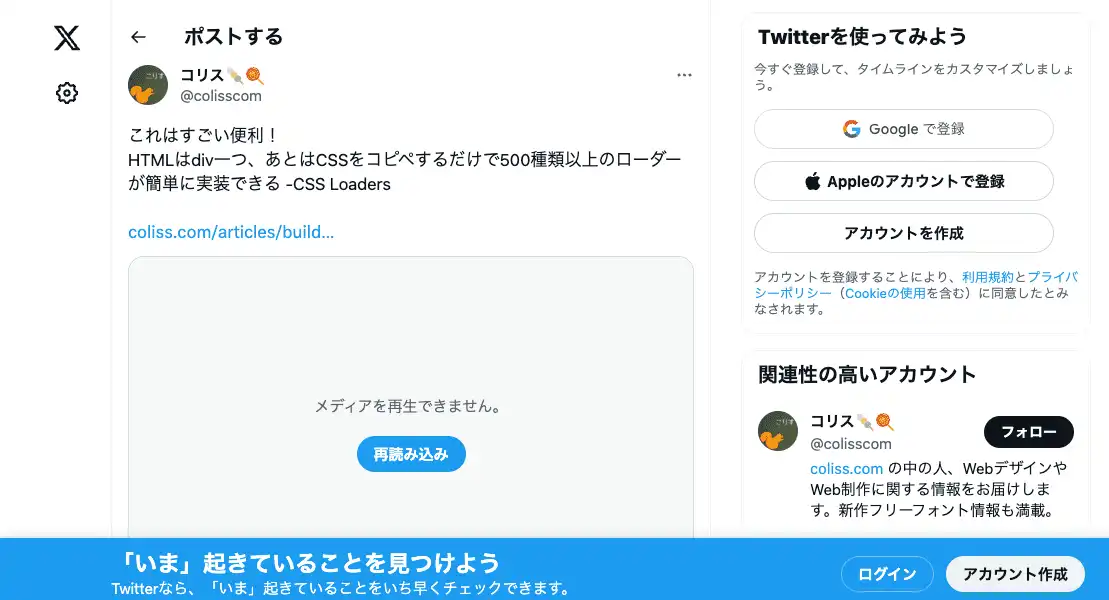 ポストする
コリス🍡🍭
@colisscom
これはすごい便利！
HTMLはdiv一つ、あとはCSSをコピペするだけで500種類以上のローダー
が簡単に実装できる -CSS Loaders
coliss.com/articles/build...
メディアを再生できません。
再読み込み
Twitterを使ってみよう
今すぐ登録して、タイムラインをカスタマイズしましょ
う。
Google で登録
Appleのアカウントで登録
アカウントを作成
アカウントを登録することにより、利用規約とプライバ
シーポリシー（Cookieの使用を含む）に同意したとみ
なされます。
関連性の高いアカウント
コリス🍡🍭
@colisscom
フォロー
coliss.com の中の人、Webデザインや
Web制作に関する情報をお届けしま
す。新作フリーフォント情報も満載。
「いま」起きていることを見つけよう
Twitterなら、「いま」起きていることをいち早くチェックできます。
ログイン
アカウント作成